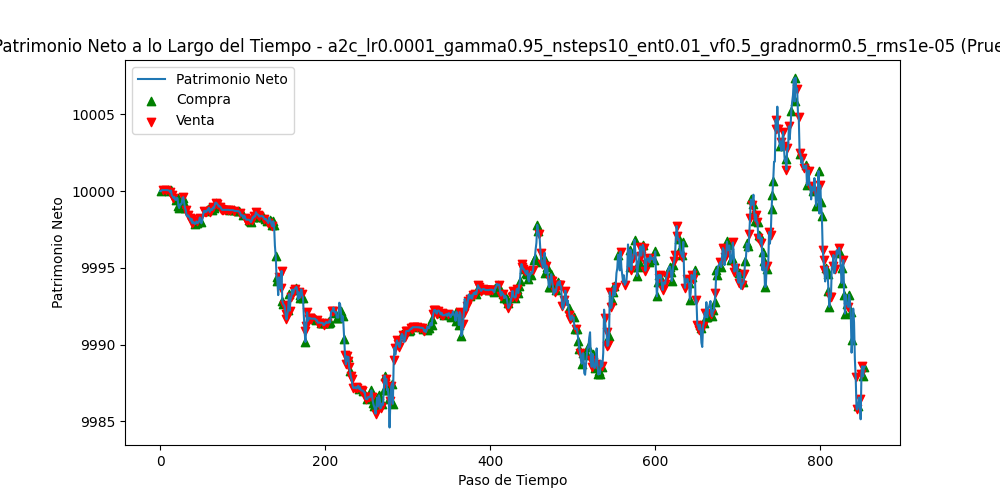 Patrimonio Neto a lo Largo del Tiempo - a2c_lr0.0001_gamma0.95_nsteps10_ent0.01_vf0.5_gradnorm0.5_rms1e-05 (Prue
Patrimonio Neto
Compra
Venta
10005
10000
9995
9990
9985
Patrimonio Neto
0 200 400 600 800
Paso de Tiempo